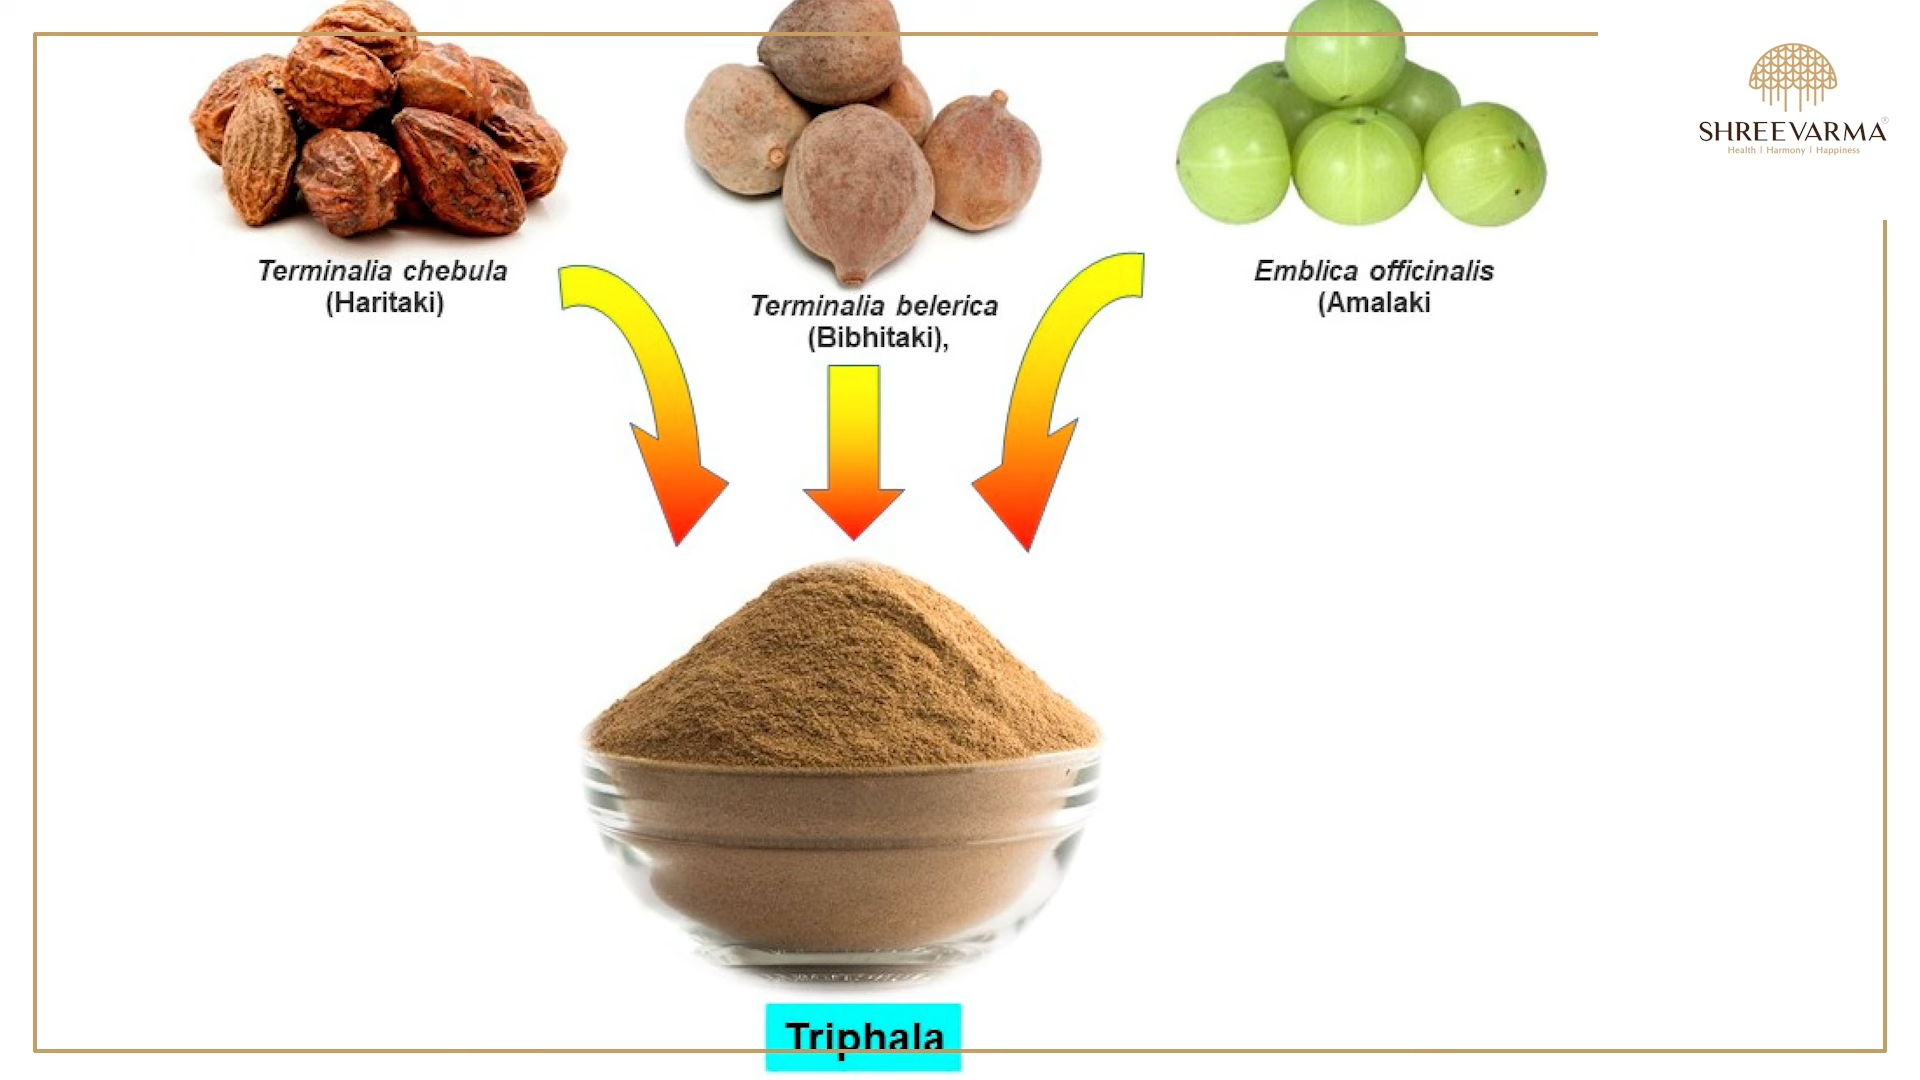 SHREEVARMA®
Health | Harmony | Happiness
Terminalia chebula
(Haritaki)
Terminalia belerica
(Bibhitaki),
Emblica officinalis
(Amalaki
Triphala